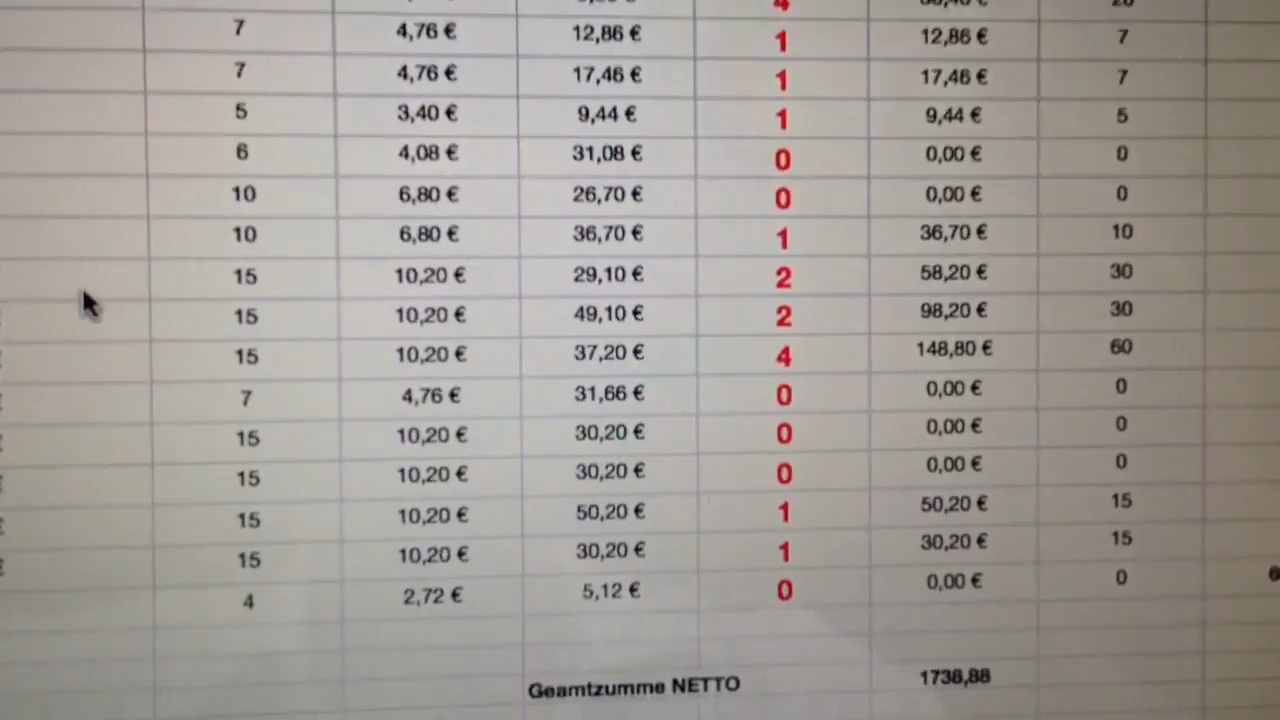 7 4,76 € 12,86 € 1 12,86 € 7
7 4,76 € 17,46 € 1 17,46 € 7
5 3,40 € 9,44 € 1 9,44 € 5
6 4,08 € 31,08 € 0 0,00 € 0
10 6,80 € 26,70 € 0 0,00 € 0
10 6,80 € 36,70 € 1 36,70 € 10
15 10,20 € 29,10 € 2 58,20 € 30
15 10,20 € 49,10 € 2 98,20 € 30
15 10,20 € 37,20 € 4 148,80 € 60
7 4,76 € 31,66 € 0 0,00 € 0
15 10,20 € 30,20 € 0 0,00 € 0
15 10,20 € 30,20 € 0 0,00 € 0
15 10,20 € 50,20 € 1 50,20 € 15
15 10,20 € 30,20 € 1 30,20 € 15
4 2,72 € 5,12 € 0 0,00 € 0
Geamtzumme NETTO 1738,88